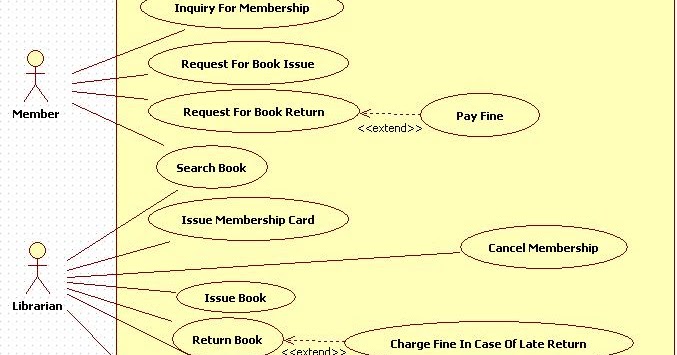 Inquiry For Membership
Request For Book Issue
Member
Request For Book Return
Pay Fine
<<extend>>
Search Book
Issue Membership Card
Cancel Membership
Librarian
Issue Book
Return Book
Charge Fine In Case Of Late Return
<<extend>>